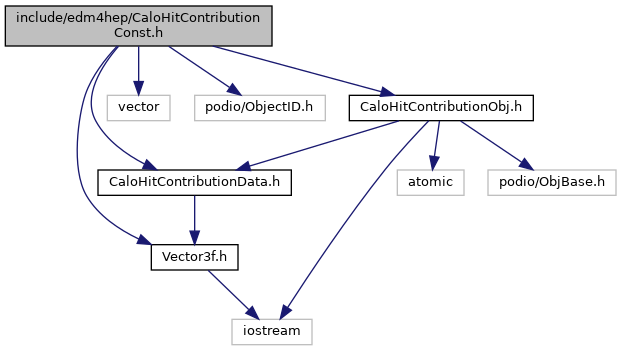 include/edm4hep/CaloHitContribution
Const.h
vector
podio/ObjectID.h
CaloHitContributionObj.h
CaloHitContributionData.h
atomic
podio/ObjBase.h
Vector3f.h
iostream